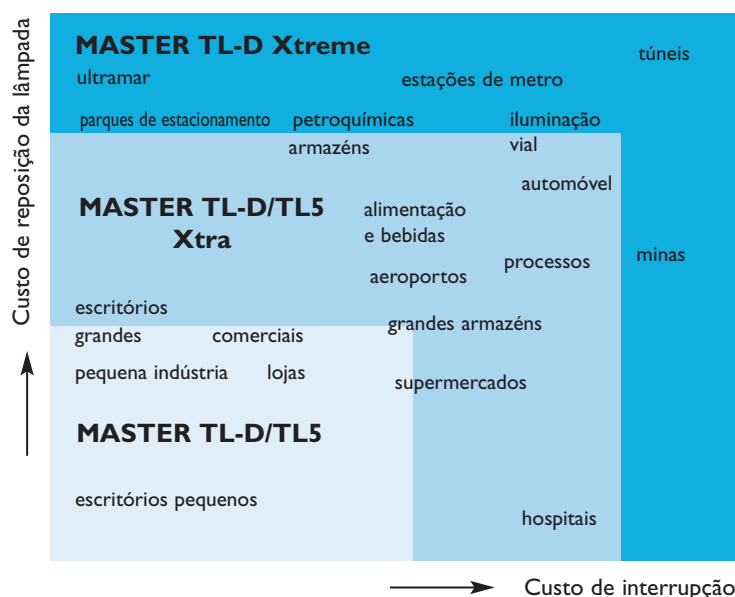 Custo de reposição da lâmpada
MASTER TL-D Xtreme
túneis
ultramar
estações de metro
parques de estacionamento
petroquímicas
iluminação
armazéns
vial
automóvel
MASTER TL-D/TL5
Xtra
alimentação
e bebidas
processos
minas
aeroportos
escritórios
grandes armazéns
grandes
comerciais
pequena indústria
lojas
supermercados
MASTER TL-D/TL5
escritórios pequenos
hospitais
Custo de interrupção